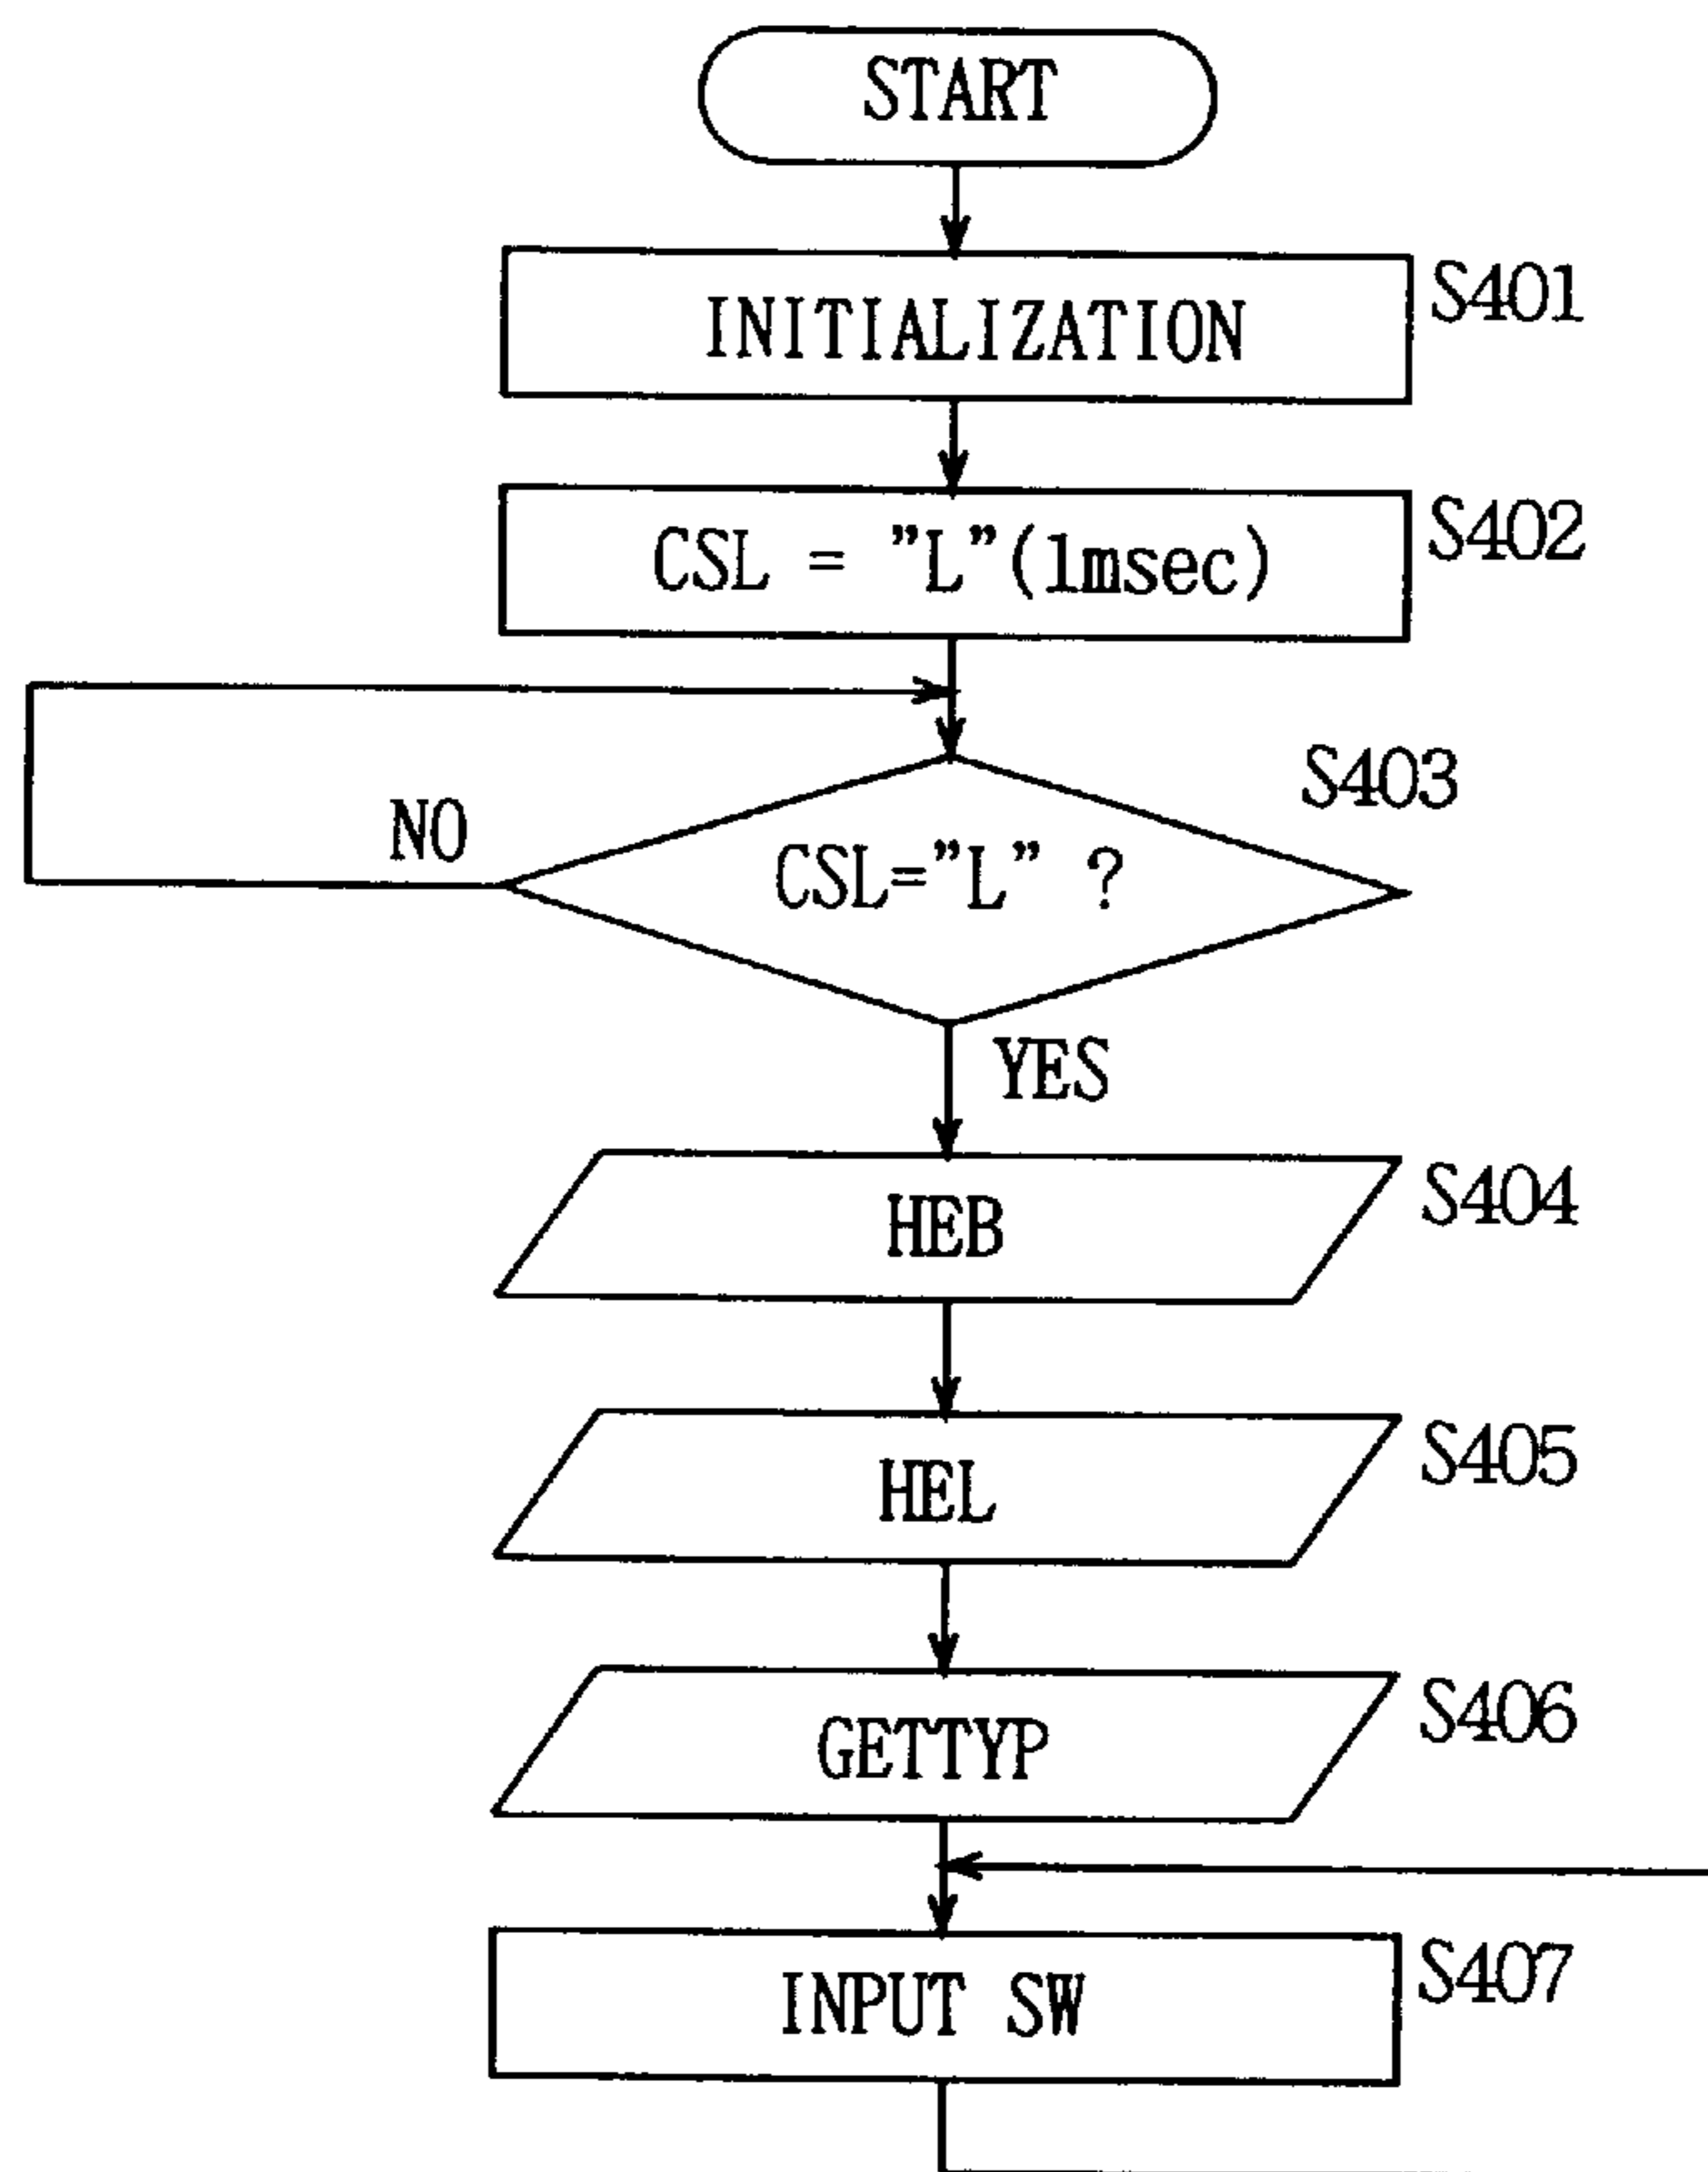 START
INITIALIZATION
S401
CSL = "L"(1msec)
S402
S403
NO
CSL="L" ?
YES
HEB
S404
HEL
S405
GETTYP
S406
INPUT SW
S407